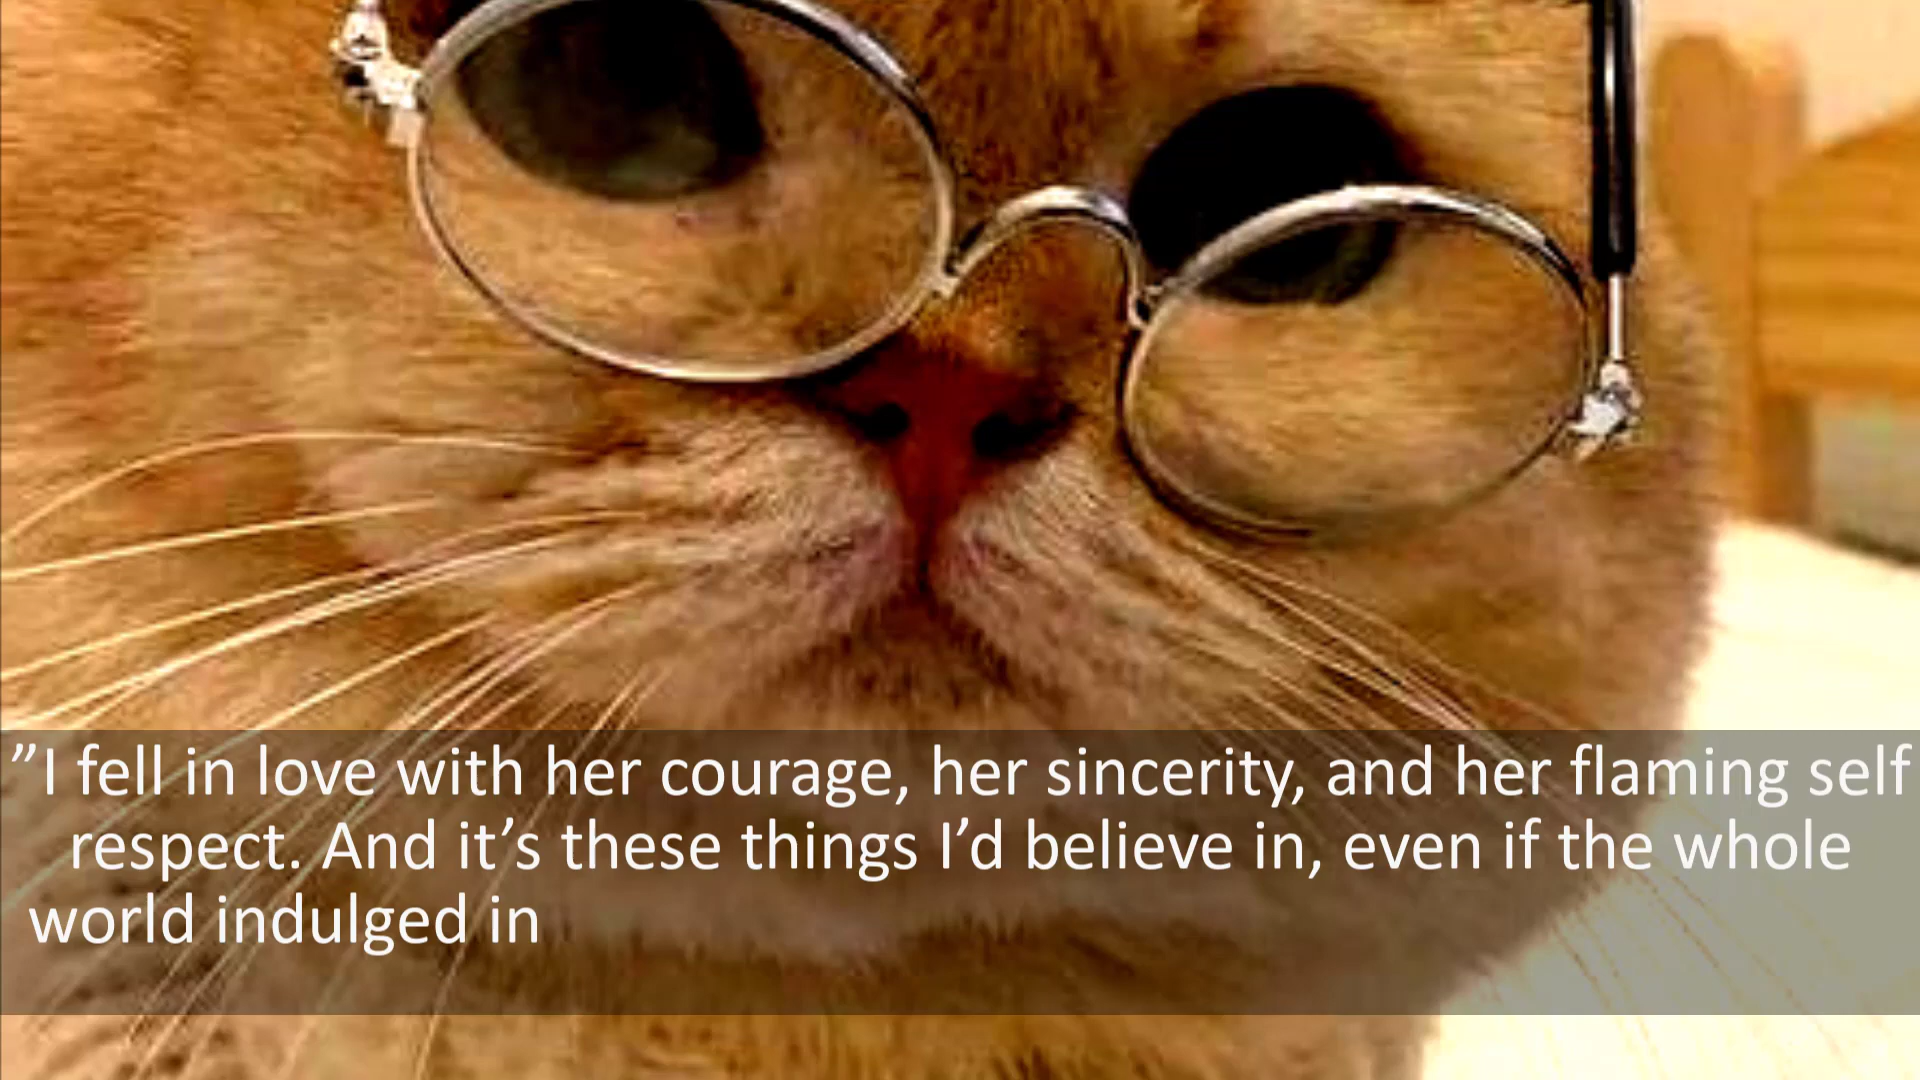 ”I fell in love with her courage, her sincerity, and her flaming self
respect. And it’s these things I’d believe in, even if the whole
world indulged in